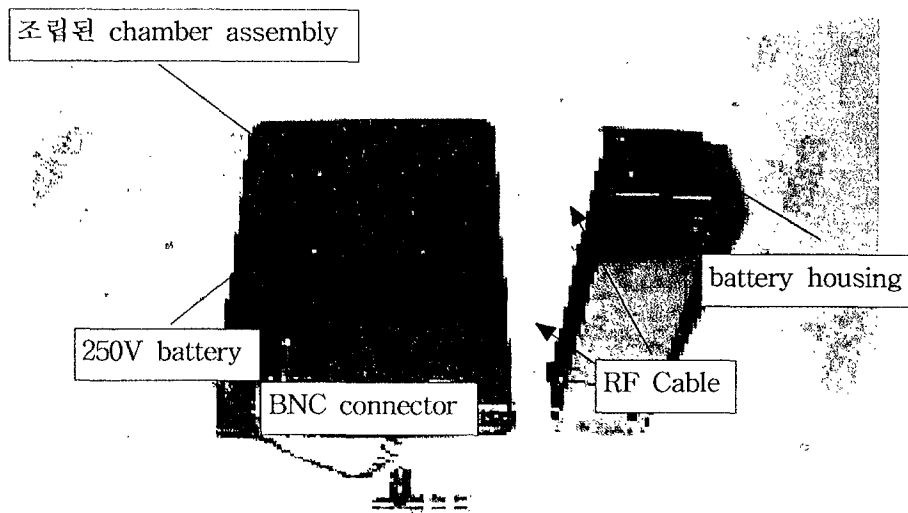 조립된 chamber assembly
battery housing
250V battery
RF Cable
BNC connector